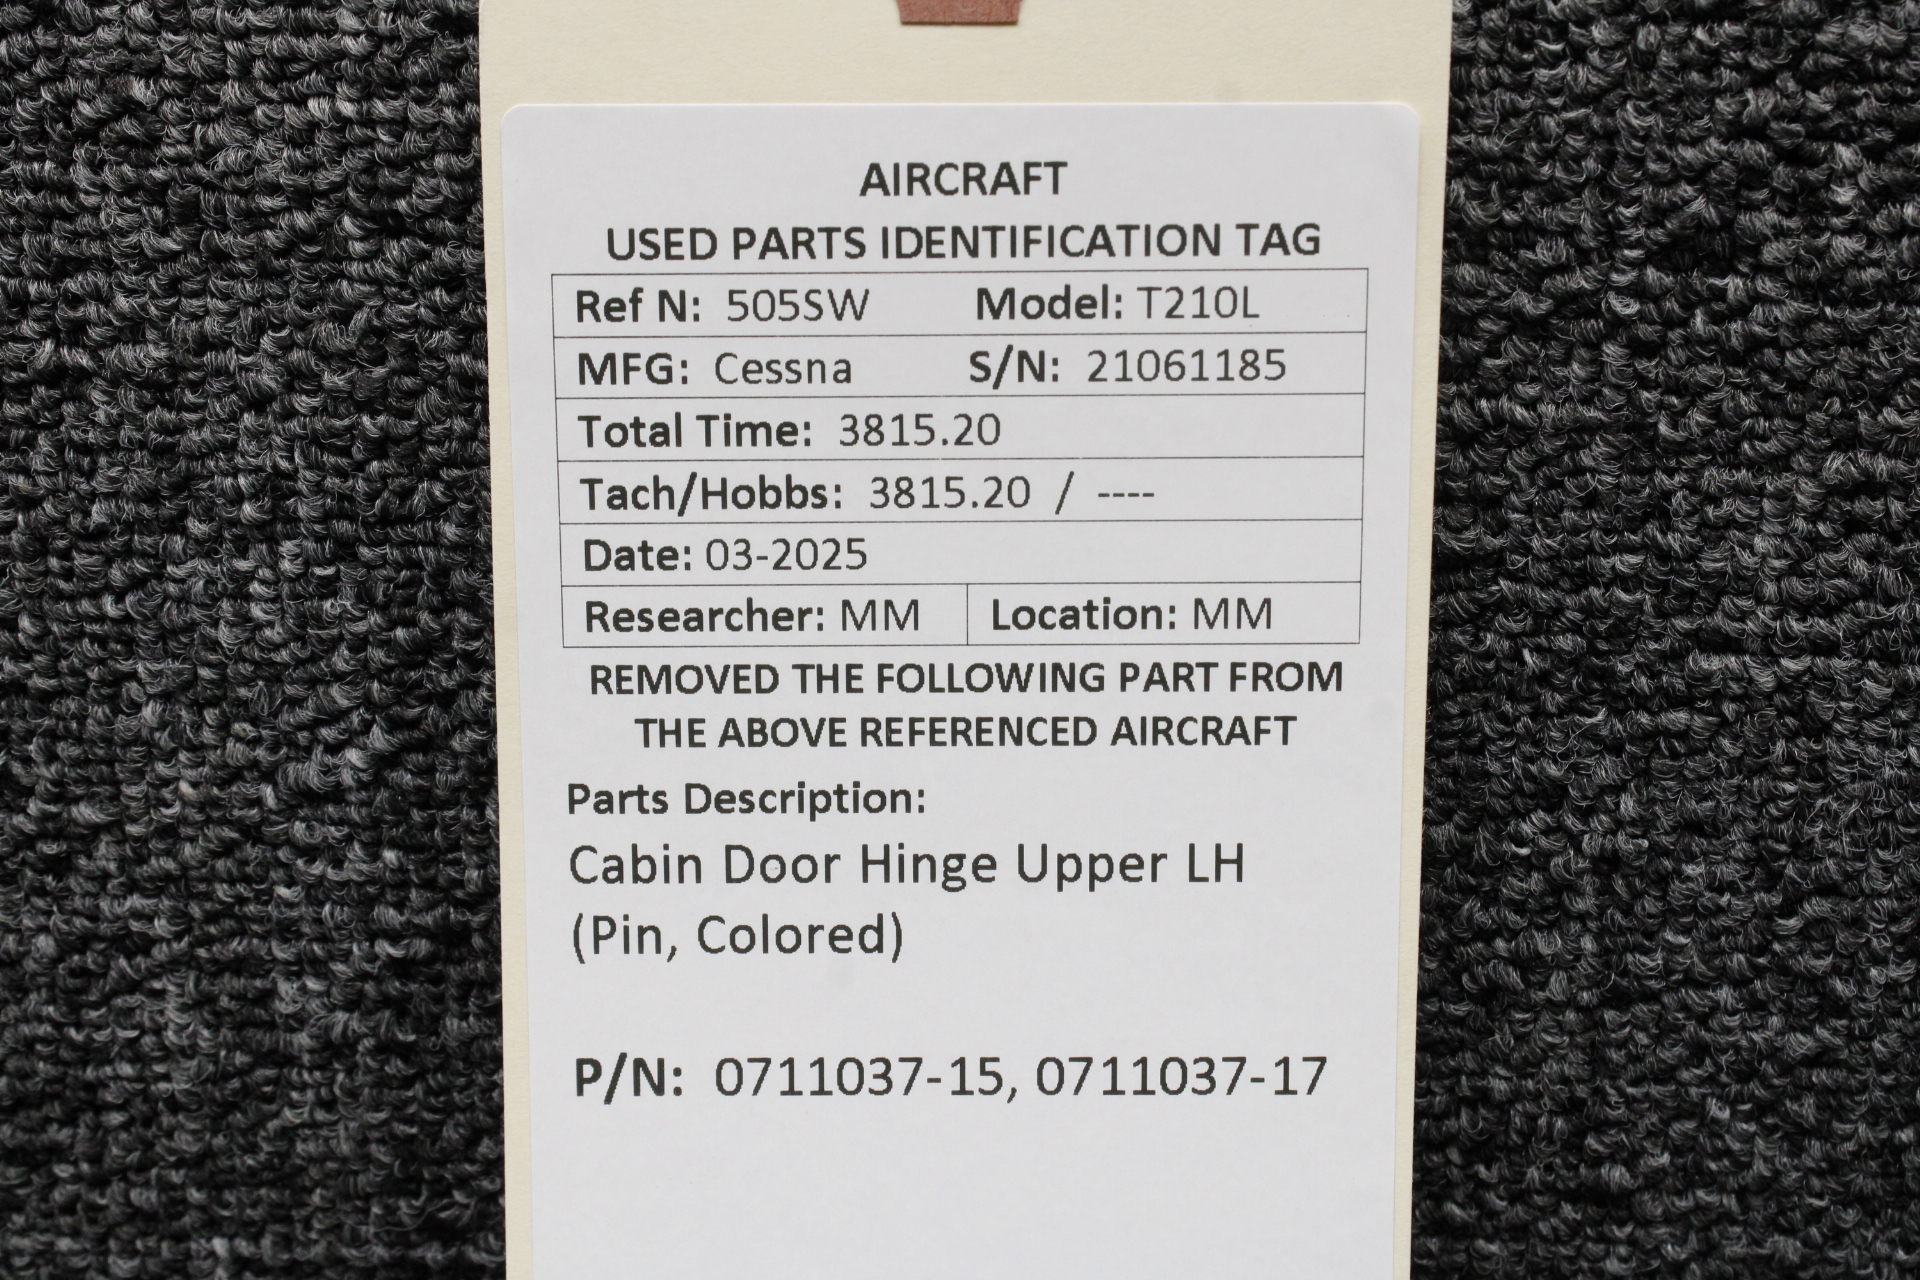 AIRCRAFT
USED PARTS IDENTIFICATION TAG
Ref N: 505SW Model: T210L
MFG: Cessna S/N: 21061185
Total Time: 3815.20
Tach/Hobbs: 3815.20 / ----
Date: 03-2025
Researcher: MM Location: MM
REMOVED THE FOLLOWING PART FROM
THE ABOVE REFERENCED AIRCRAFT
Parts Description:
Cabin Door Hinge Upper LH
(Pin, Colored)
P/N: 0711037-15, 0711037-17